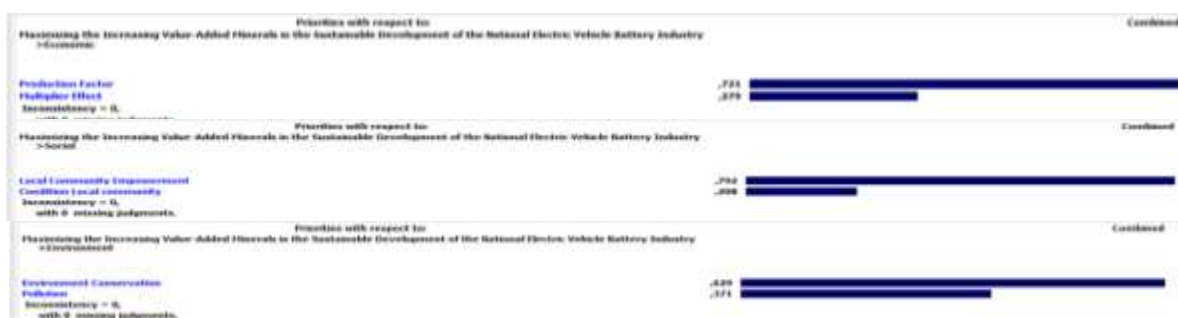 Priorities with respect to: Combined
Maximizing the Increasing Value-Added Minerals in the Sustainable Development of the National Electric Vehicle Battery Industry
>Economic
Production Factor ,721
Multiplier Effect ,279
Inconsistency = 0,
with 0 missing judgments.
Priorities with respect to: Combined
Maximizing the Increasing Value-Added Minerals in the Sustainable Development of the National Electric Vehicle Battery Industry
>Social
Local Community Empowerment ,792
Condition Local community ,208
Inconsistency = 0,
with 0 missing judgments.
Priorities with respect to: Combined
Maximizing the Increasing Value-Added Minerals in the Sustainable Development of the National Electric Vehicle Battery Industry
>Environment
Environment Conservation ,629
Pollution ,371
Inconsistency = 0,
with 0 missing judgments.